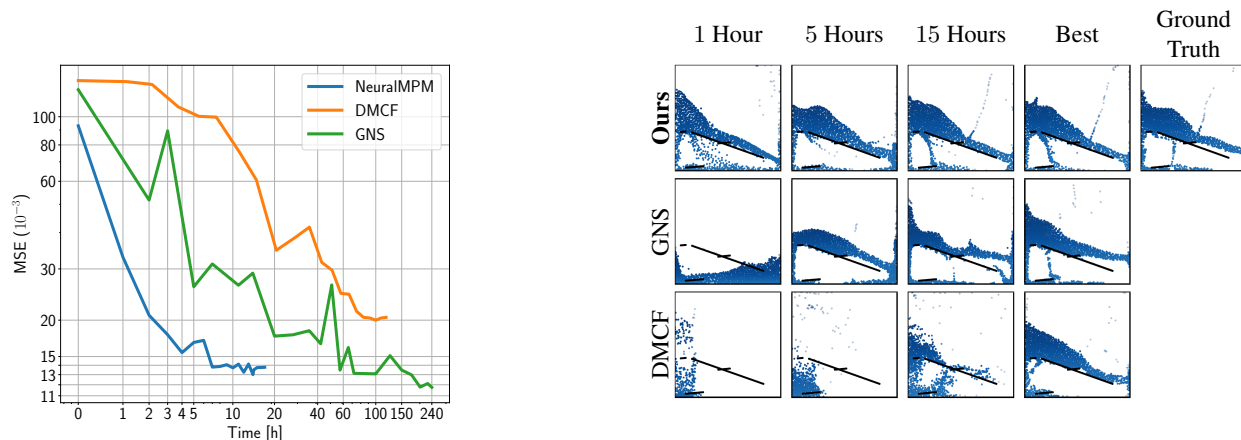 MSE (10⁻³)
100
80
60
40
30
20
15
13
11
NeuralMPM
DMCF
GNS
0 1 2 3 4 5 10 20 40 60 100 150 240
Time [h]
1 Hour 5 Hours 15 Hours Best Ground Truth
Ours
GNS
DMCF